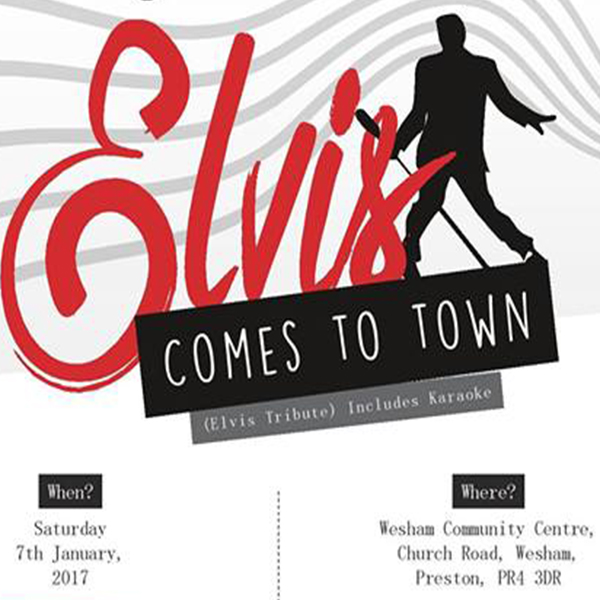 Elvis
COMES TO TOWN
(Elvis Tribute) Includes Karaoke
When?
Saturday
7th January,
2017
Where?
Wesham Community Centre,
Church Road, Wesham,
Preston, PR4 3DR